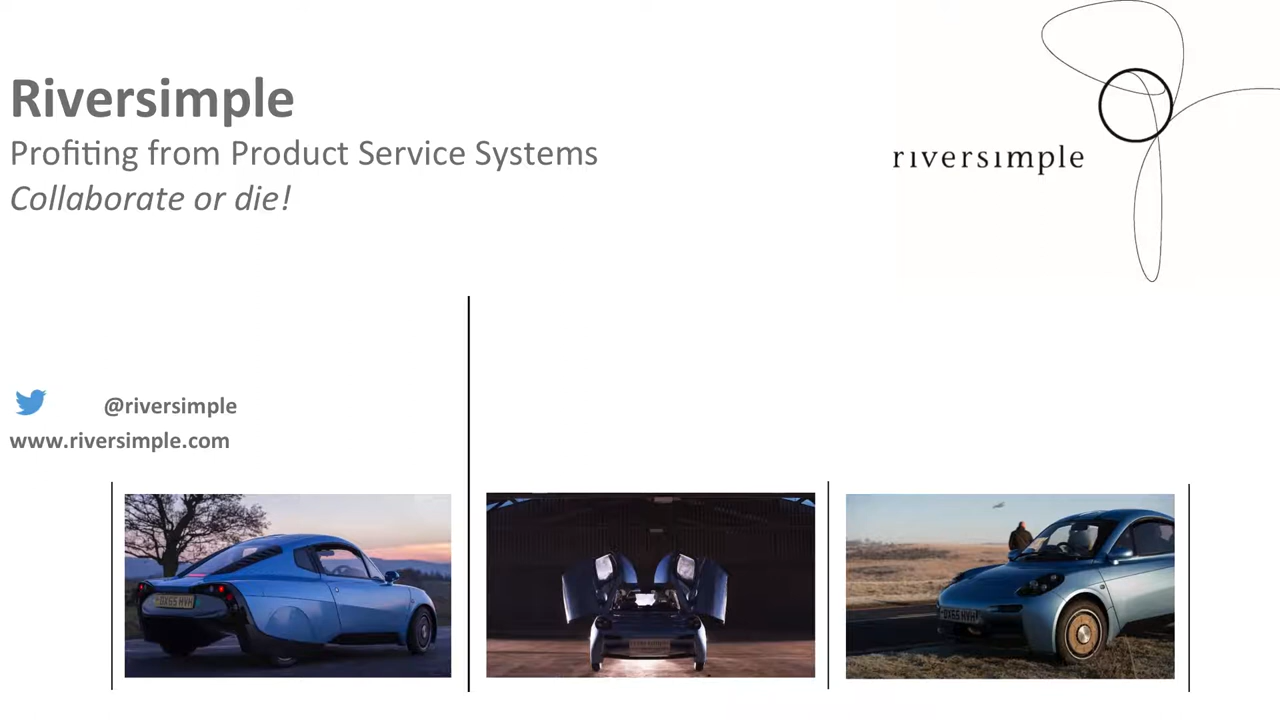 Riversimple
Profiting from Product Service Systems
Collaborate or die!
riversimple
@riversimple
www.riversimple.com